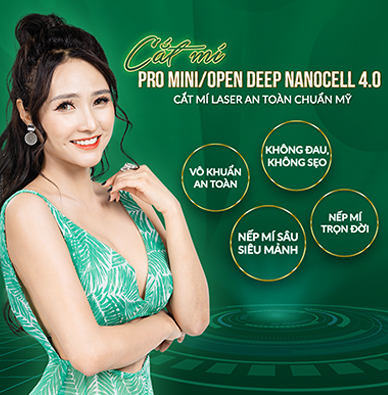 Cắt mí
PRO MINI/OPEN DEEP NANOCELL 4.0
CẮT MÍ LASER AN TOÀN CHUẨN MỸ
KHÔNG ĐAU,
KHÔNG SẸO
VÔ KHUẨN
AN TOÀN
NẾP MÍ
TRỌN ĐỜI
NẾP MÍ SÂU
SIÊU MẢNH